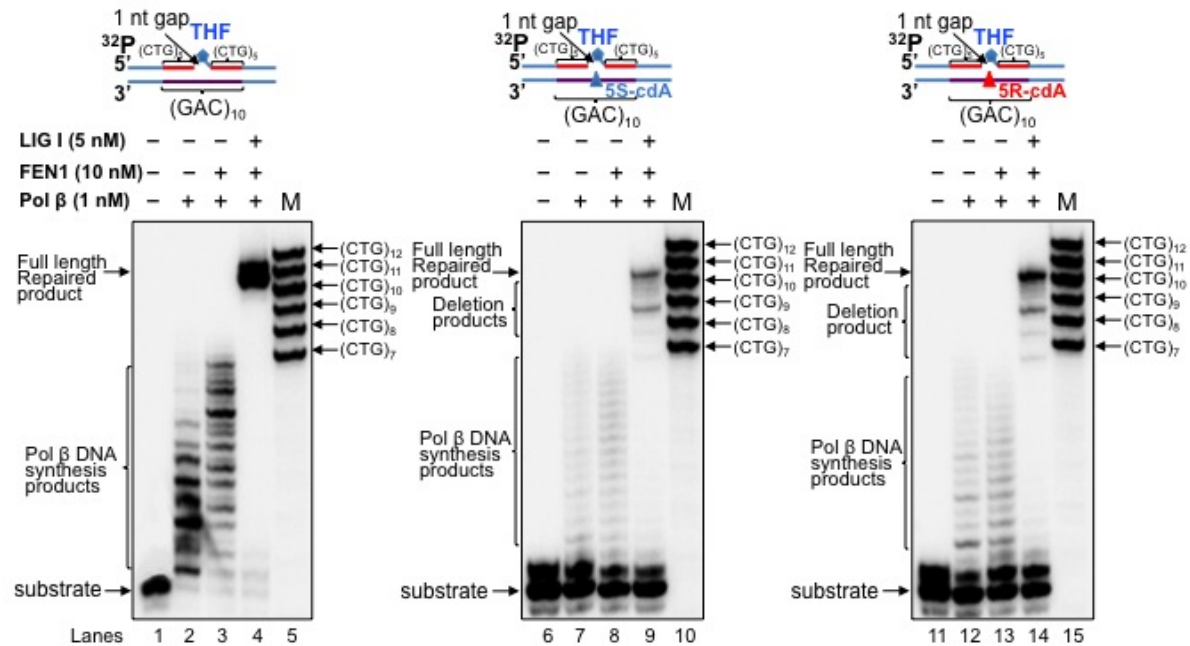 1 nt gap
THF
32P
(CTG)5 (CTG)5
5'
3'
(GAC)10
1 nt gap
THF
32P
(CTG)5 (CTG)5
5'
3'
5S-cdA
(GAC)10
1 nt gap
THF
32P
(CTG)5 (CTG)5
5'
3'
5R-cdA
(GAC)10
LIG I (5 nM) – – – + – – – + – – – +
FEN1 (10 nM) – – + + – – + + – – + +
Pol β (1 nM) – + + + M – + + + M – + + + M
Full length
Repaired
product
Pol β DNA
synthesis
products
substrate
(CTG)12
(CTG)11
(CTG)10
(CTG)9
(CTG)8
(CTG)7
Full length
Repaired
product
Deletion
products
Pol β DNA
synthesis
products
substrate
(CTG)12
(CTG)11
(CTG)10
(CTG)9
(CTG)8
(CTG)7
Full length
Repaired
product
Deletion
product
Pol β DNA
synthesis
products
substrate
(CTG)12
(CTG)11
(CTG)10
(CTG)9
(CTG)8
(CTG)7
Lanes 1 2 3 4 5 6 7 8 9 10 11 12 13 14 15